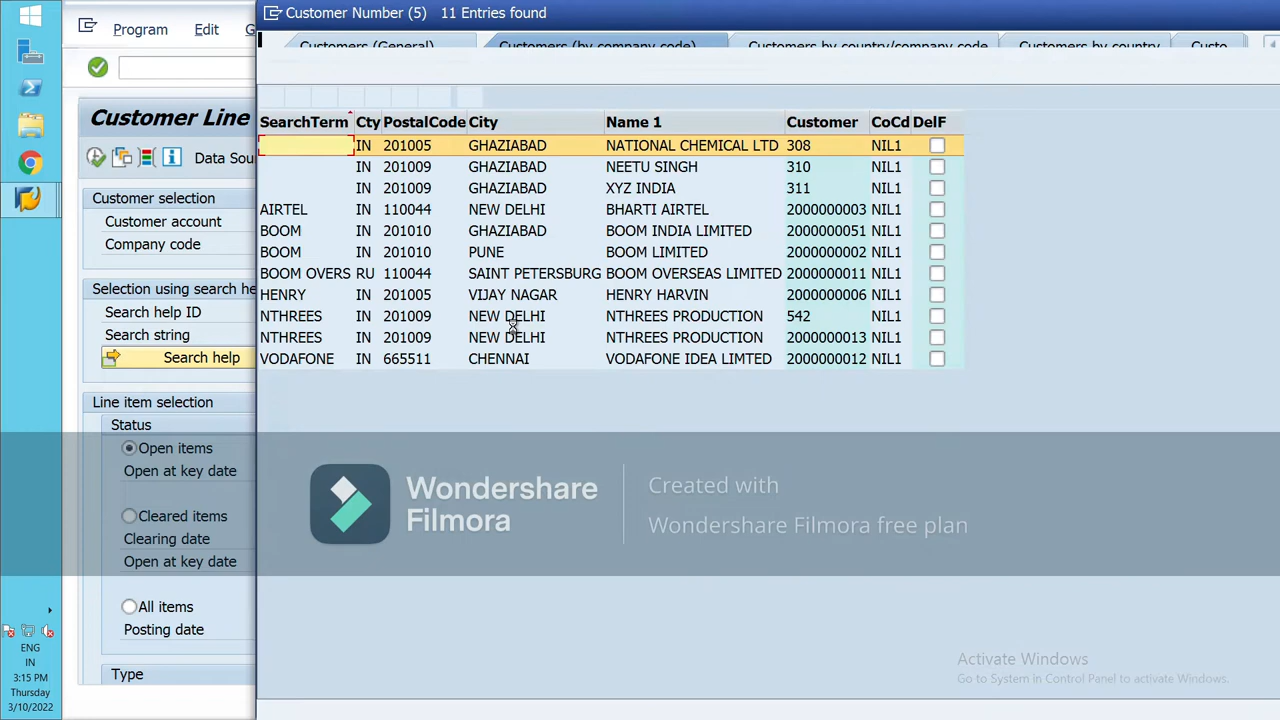 Customer Number (5) 11 Entries found
Program Edit G
Customers (General) Customers (by company code) Customers by country/company code Customers by country Custo
Customer Line
Data Sou
Customer selection
Customer account
Company code
Selection using search he
Search help ID
Search string
Search help
Line item selection
Status
Open items
Open at key date
Cleared items
Clearing date
Open at key date
All items
Posting date
Type
SearchTerm Cty PostalCode City Name 1 Customer CoCd DelF
IN 201005 GHAZIABAD NATIONAL CHEMICAL LTD 308 NIL1
IN 201009 GHAZIABAD NEETU SINGH 310 NIL1
IN 201009 GHAZIABAD XYZ INDIA 311 NIL1
AIRTEL IN 110044 NEW DELHI BHARTI AIRTEL 2000000003 NIL1
BOOM IN 201010 GHAZIABAD BOOM INDIA LIMITED 2000000051 NIL1
BOOM IN 201010 PUNE BOOM LIMITED 2000000002 NIL1
BOOM OVERS RU 110044 SAINT PETERSBURG BOOM OVERSEAS LIMITED 2000000011 NIL1
HENRY IN 201005 VIJAY NAGAR HENRY HARVIN 2000000006 NIL1
NTHREES IN 201009 NEW DELHI NTHREES PRODUCTION 542 NIL1
NTHREES IN 201009 NEW DELHI NTHREES PRODUCTION 2000000013 NIL1
VODAFONE IN 665511 CHENNAI VODAFONE IDEA LIMTED 2000000012 NIL1
Wondershare
Filmora
Created with
Wondershare Filmora free plan
Activate Windows
Go to System in Control Panel to activate Windows.
ENG
IN
3:15 PM
Thursday
3/10/2022